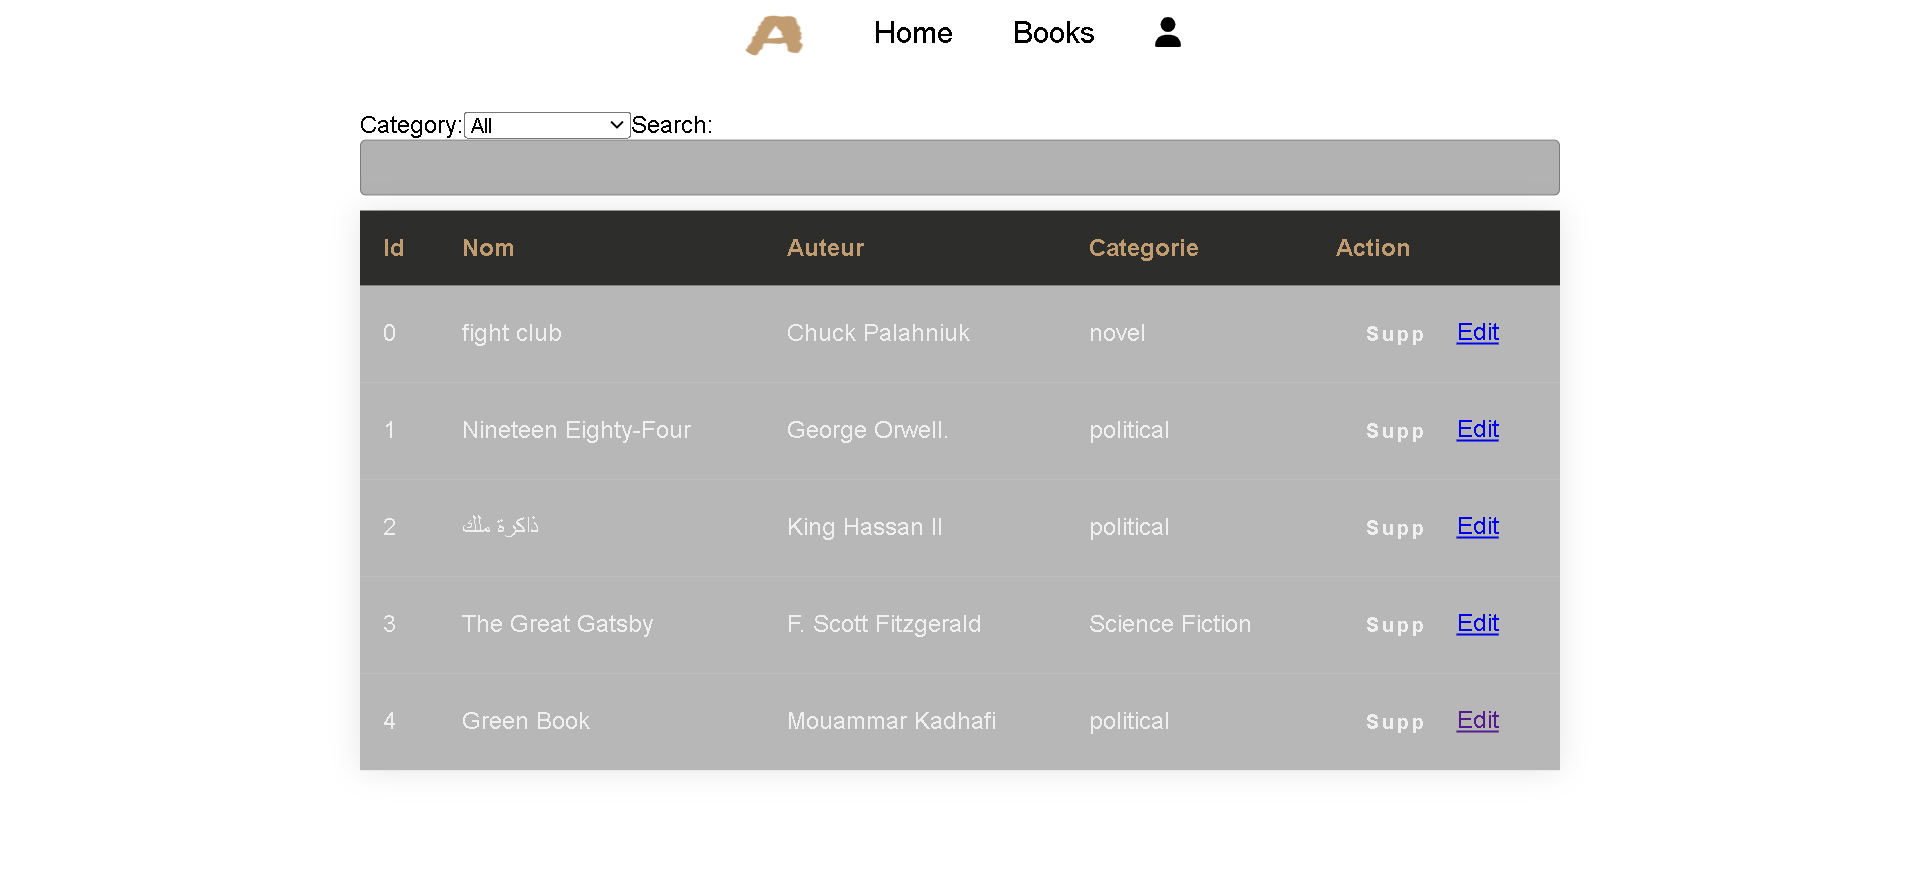 A Home Books
Category: All Search:
Id Nom Auteur Categorie Action
0 fight club Chuck Palahniuk novel Supp Edit
1 Nineteen Eighty-Four George Orwell. political Supp Edit
2 ذاكرة ملك King Hassan II political Supp Edit
3 The Great Gatsby F. Scott Fitzgerald Science Fiction Supp Edit
4 Green Book Mouammar Kadhafi political Supp Edit